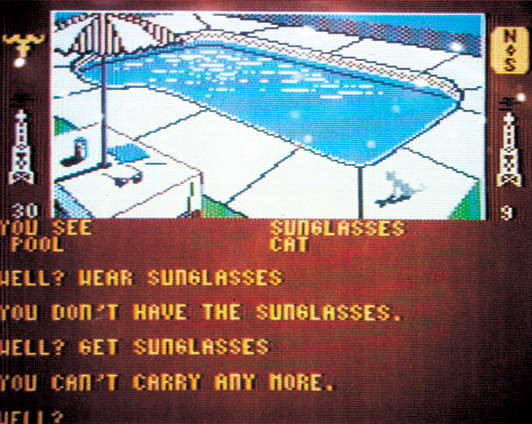 N
S
30
9
YOU SEE SUNGLASSES
POOL CAT
WELL? WEAR SUNGLASSES
YOU DON'T HAVE THE SUNGLASSES.
WELL? GET SUNGLASSES
YOU CAN'T CARRY ANY MORE.
WELL?